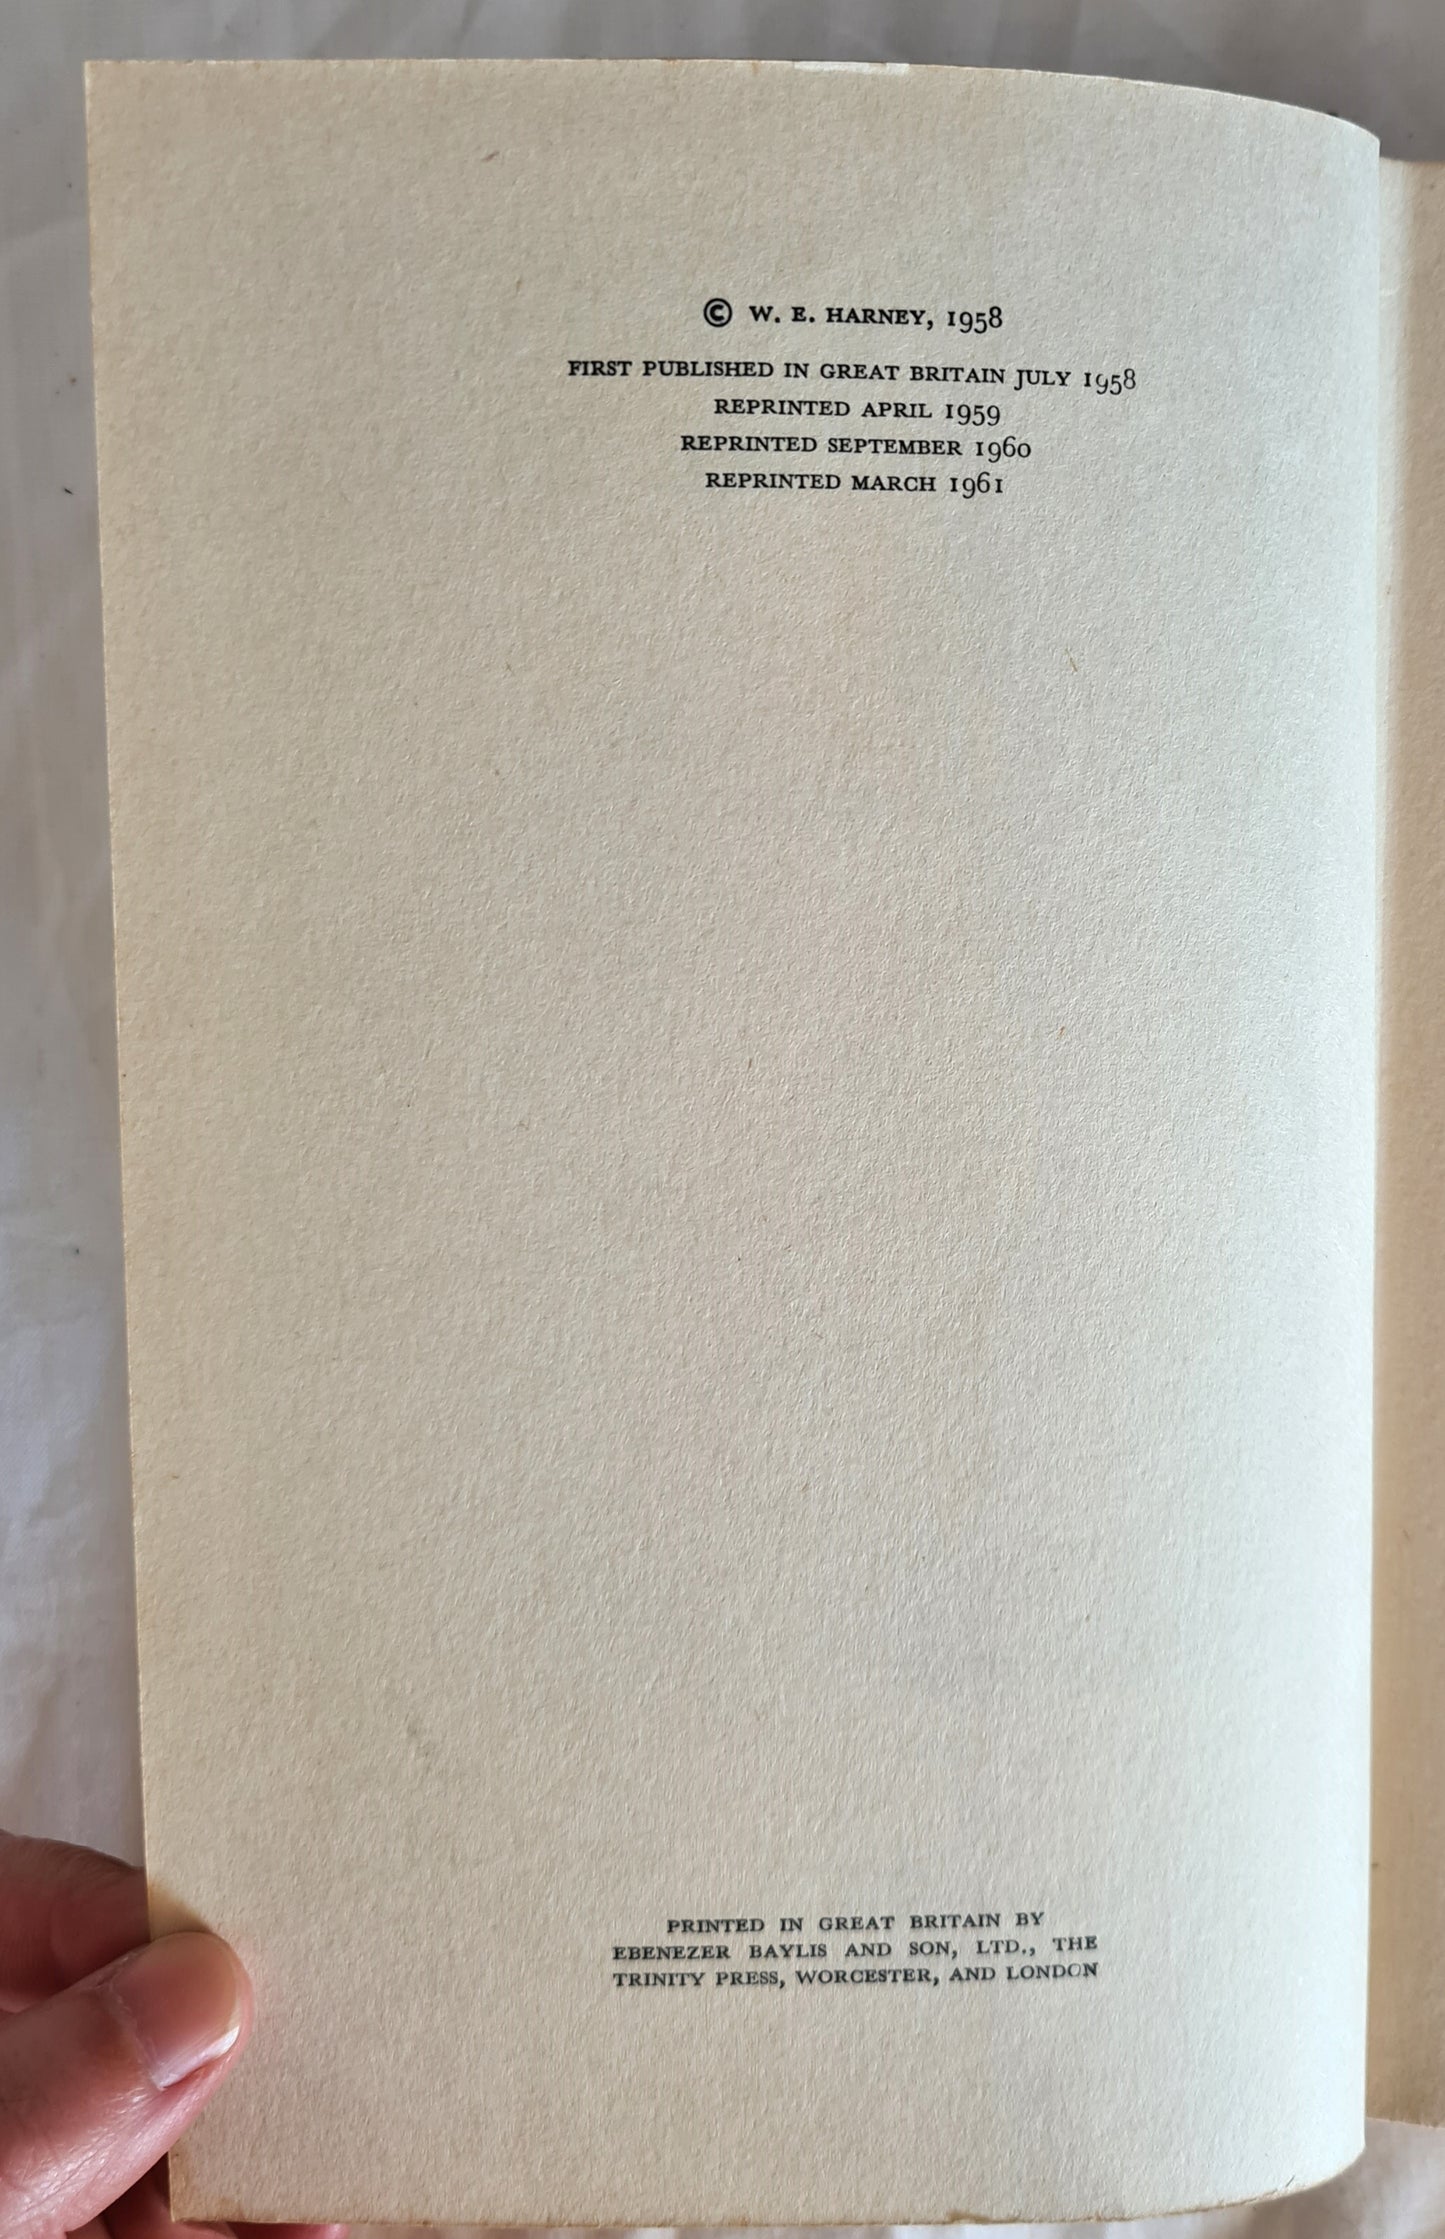 © W. E. HARNEY, 1958
FIRST PUBLISHED IN GREAT BRITAIN JULY 1958
REPRINTED APRIL 1959
REPRINTED SEPTEMBER 1960
REPRINTED MARCH 1961
PRINTED IN GREAT BRITAIN BY
EBENEZER BAYLIS AND SON, LTD., THE
TRINITY PRESS, WORCESTER, AND LONDON